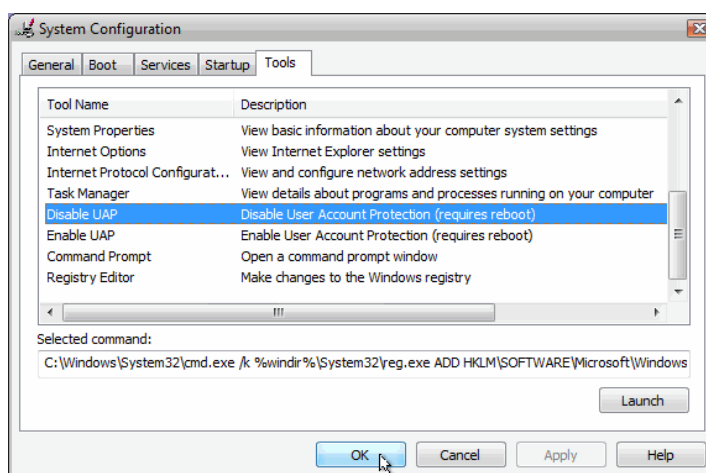 System Configuration
General Boot Services Startup Tools
Tool Name Description
System Properties View basic information about your computer system settings
Internet Options View Internet Explorer settings
Internet Protocol Configurat... View and configure network address settings
Task Manager View details about programs and processes running on your computer
Disable UAP Disable User Account Protection (requires reboot)
Enable UAP Enable User Account Protection (requires reboot)
Command Prompt Open a command prompt window
Registry Editor Make changes to the Windows registry
Selected command:
C:\Windows\System32\cmd.exe /k %windir%\System32\reg.exe ADD HKLM\SOFTWARE\Microsoft\Windows
Launch
OK Cancel Apply Help